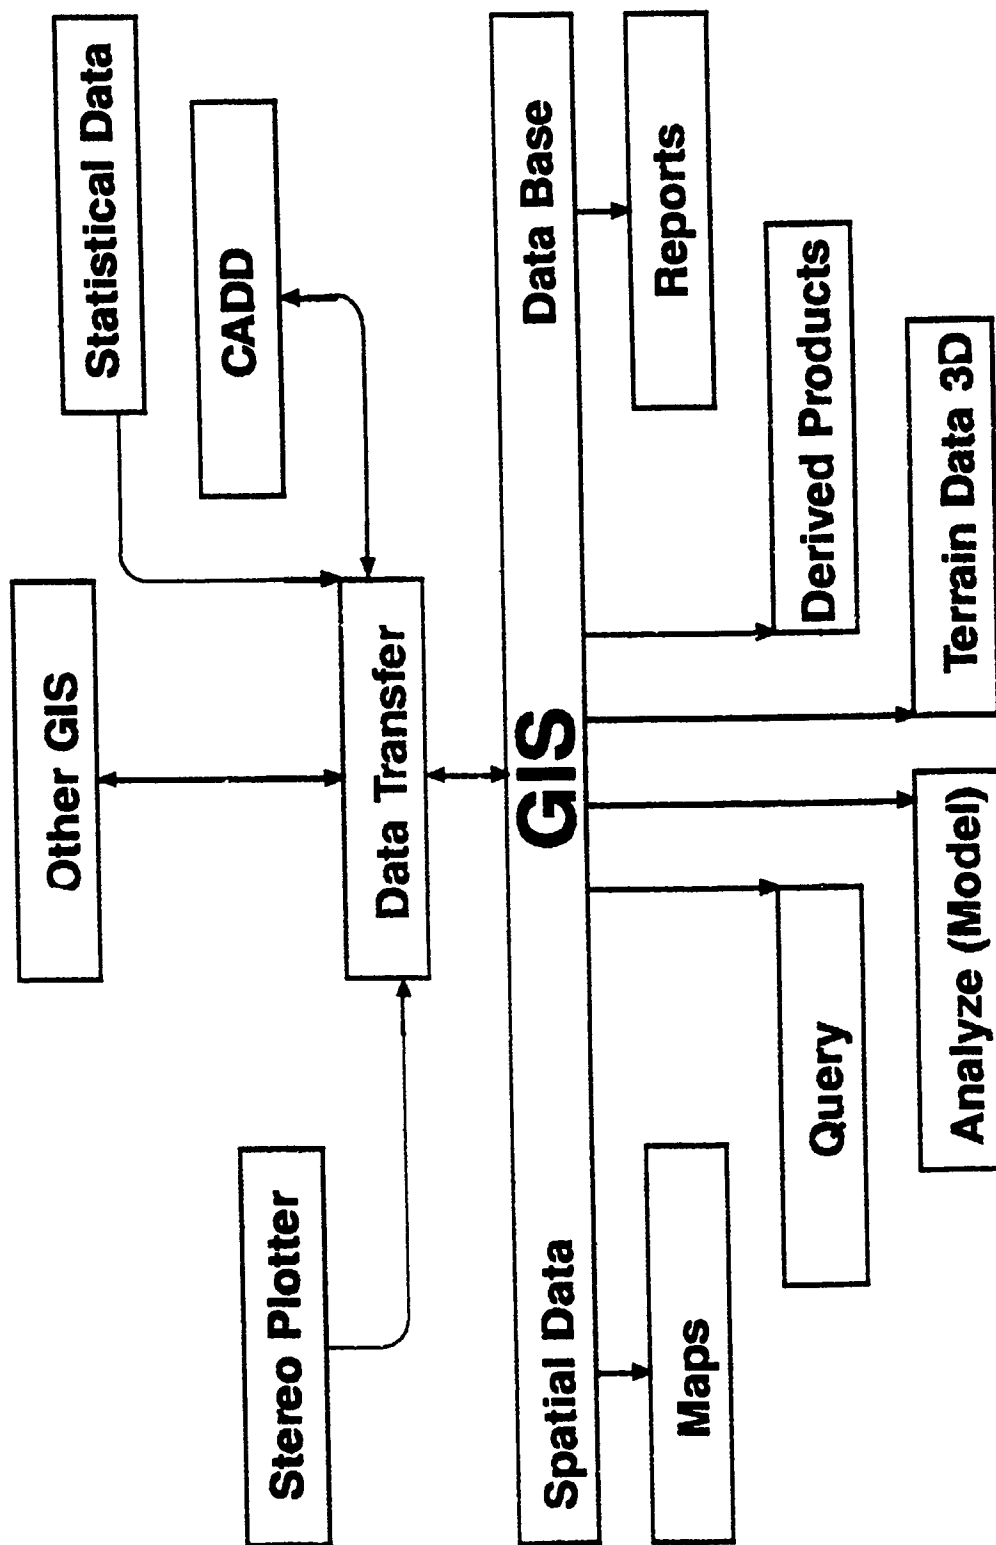 Other GIS
Statistical Data
CADD
Stereo Plotter
Data Transfer
Spatial Data GIS Data Base
Maps
Reports
Query
Derived Products
Analyze (Model)
Terrain Data 3D